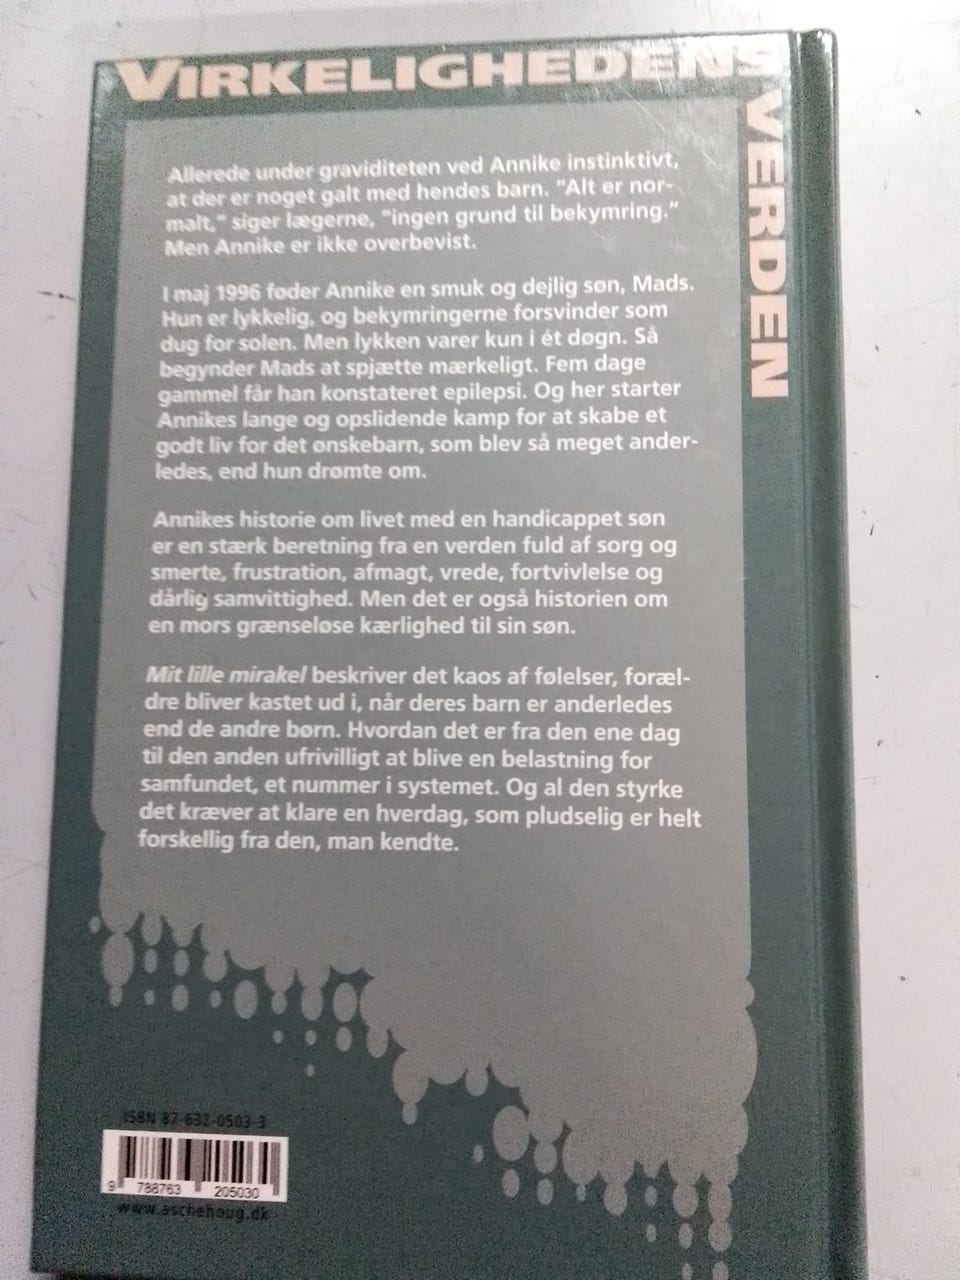 VIRKELIGHEDENS
VERDEN
Allerede under graviditeten ved Annike instinktivt,
at der er noget galt med hendes barn. "Alt er nor-
malt," siger lægerne, "ingen grund til bekymring."
Men Annike er ikke overbevist.
I maj 1996 føder Annike en smuk og dejlig søn, Mads.
Hun er lykkelig, og bekymringerne forsvinder som
dug for solen. Men lykken varer kun i ét døgn. Så
begynder Mads at spjætte mærkeligt. Fem dage
gammel får han konstateret epilepsi. Og her starter
Annikes lange og opslidende kamp for at skabe et
godt liv for det ønskebarn, som blev så meget ander-
ledes, end hun drømte om.
Annikes historie om livet med en handicappet søn
er en stærk beretning fra en verden fuld af sorg og
smerte, frustration, afmagt, vrede, fortvivlelse og
dårlig samvittighed. Men det er også historien om
en mors grænseløse kærlighed til sin søn.
Mit lille mirakel beskriver det kaos af følelser, foræl-
dre bliver kastet ud i, når deres barn er anderledes
end de andre børn. Hvordan det er fra den ene dag
til den anden ufrivilligt at blive en belastning for
samfundet, et nummer i systemet. Og al den styrke
det kræver at klare en hverdag, som pludselig er helt
forskellig fra den, man kendte.
ISBN 87-632-0503-3
9 788763 205030
www.aschehoug.dk